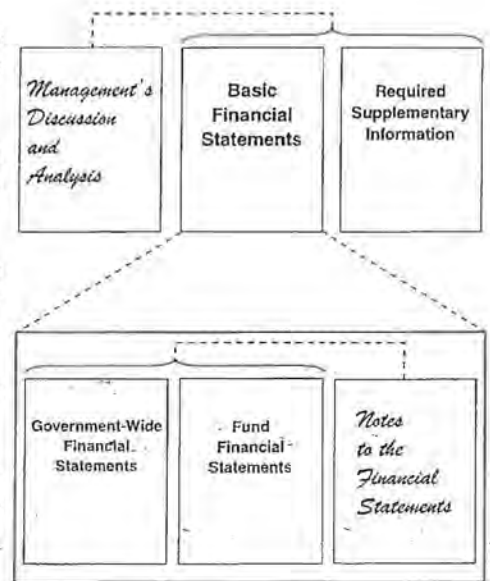 Management's
Discussion
and
Analysis
Basic
Financial
Statements
Required
Supplementary
Information
Government-Wide
Financial
Statements
Fund
Financial
Statements
Notes
to the
Financial
Statements